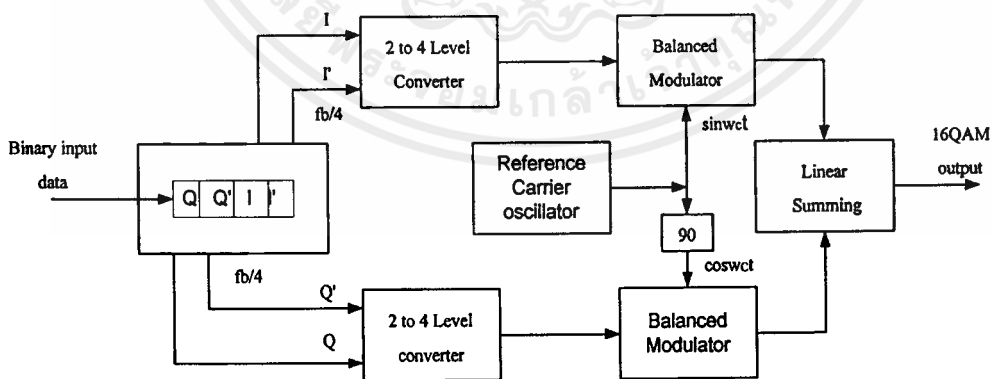 I
I'
fb/4
2 to 4 Level
Converter
Balanced
Modulator
sinwct
Binary input
data
Q Q' I I'
Reference
Carrier
oscillator
90
coswct
Linear
Summing
16QAM
output
fb/4
Q'
Q
2 to 4 Level
converter
Balanced
Modulator